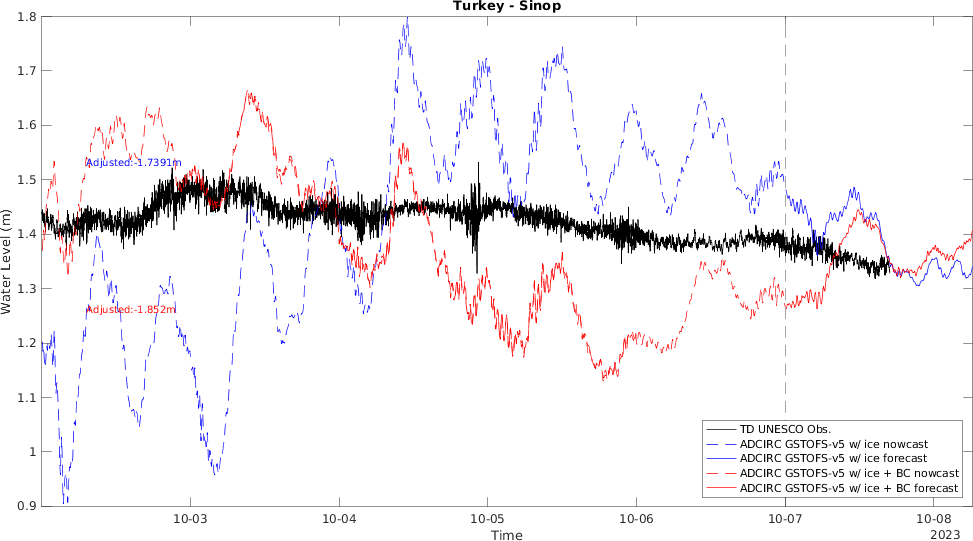 Turkey - Sinop
1.8
1.7
1.6
1.5
1.4
1.3
1.2
1.1
1
0.9
Water Level (m)
Adjusted:-1.7391m
Adjusted:-1.852m
TD UNESCO Obs.
ADCIRC GSTOFS-v5 w/ ice nowcast
ADCIRC GSTOFS-v5 w/ ice forecast
ADCIRC GSTOFS-v5 w/ ice + BC nowcast
ADCIRC GSTOFS-v5 w/ ice + BC forecast
10-03 10-04 10-05 10-06 10-07 10-08
Time
2023